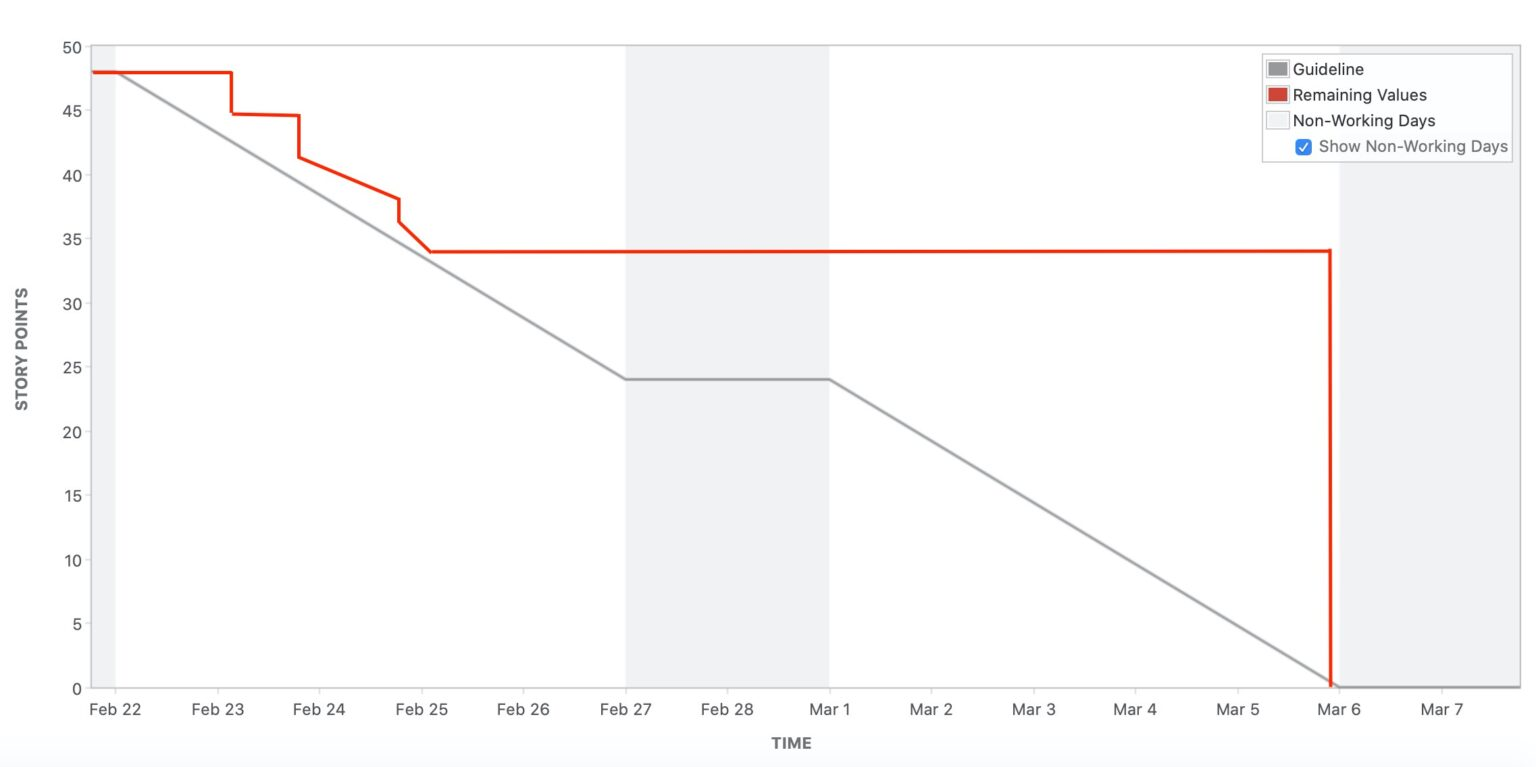 50
45
40
35
30
25
20
15
10
5
0
STORY POINTS
Guideline
Remaining Values
Non-Working Days
Show Non-Working Days
Feb 22 Feb 23 Feb 24 Feb 25 Feb 26 Feb 27 Feb 28 Mar 1 Mar 2 Mar 3 Mar 4 Mar 5 Mar 6 Mar 7
TIME